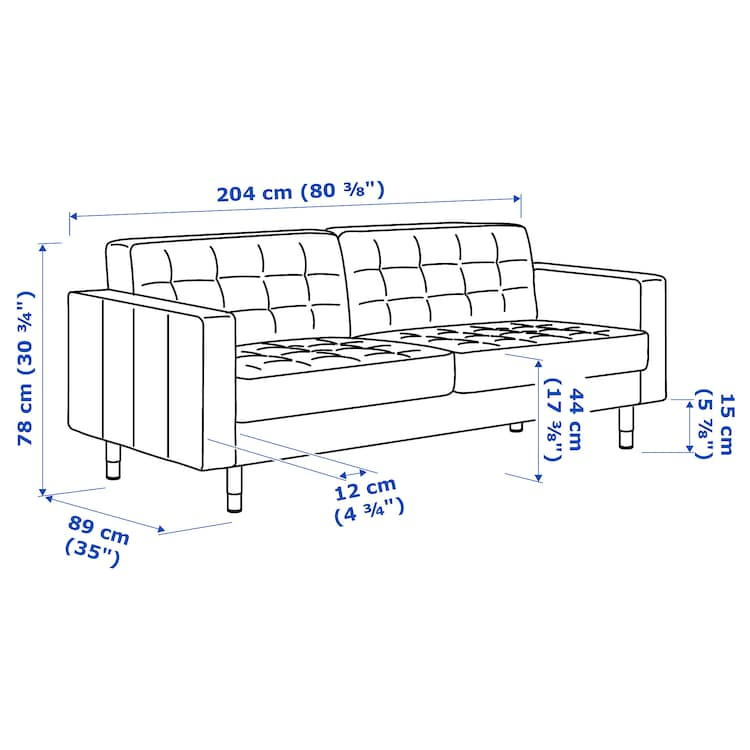 204 cm (80 ⅜")
78 cm (30 ¾")
89 cm
(35")
12 cm
(4 ¾")
44 cm
(17 ⅜")
15 cm
(5 ⅞")